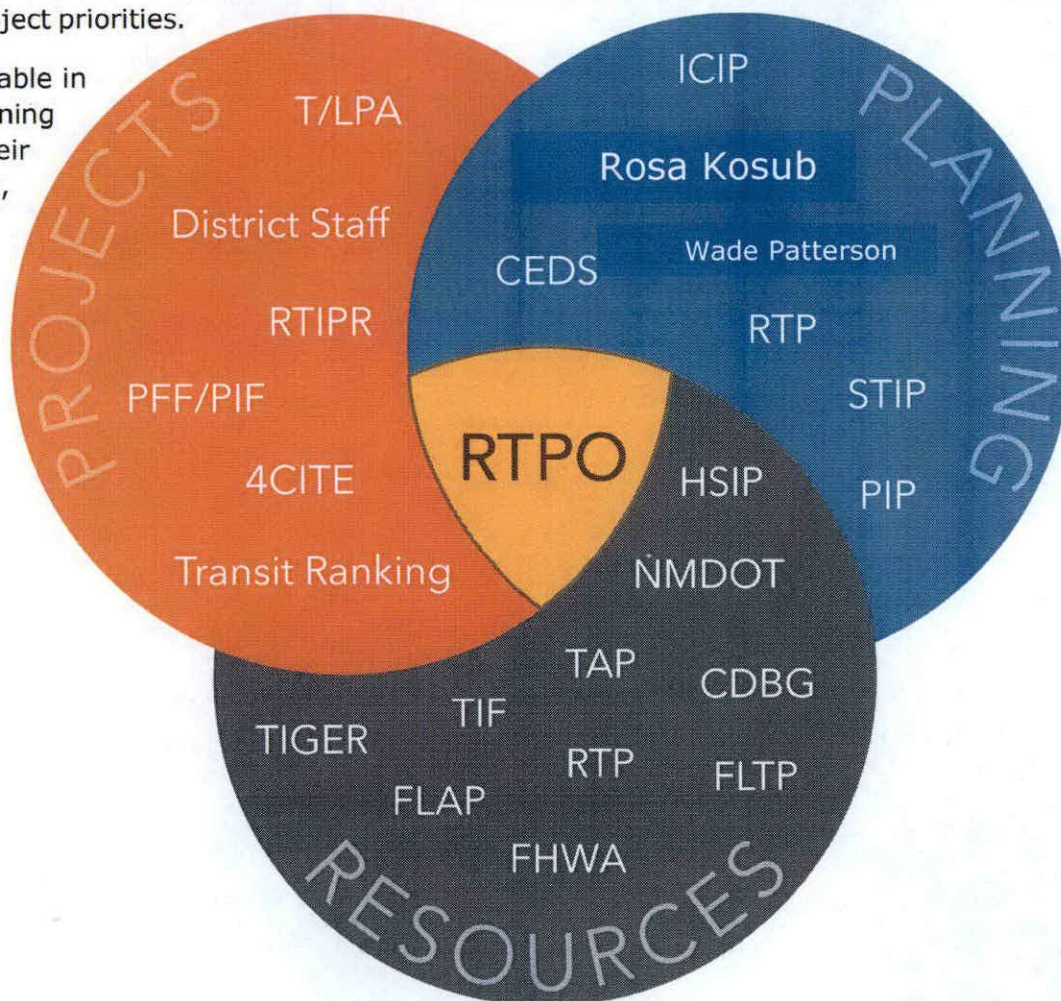 ject priorities.
able in
ning
eir
,
PROJECTS
T/LPA
District Staff
RTIPR
PFF/PIF
4CITE
Transit Ranking
PLANNING
ICIP
Rosa Kosub
Wade Patterson
CEDS
RTP
STIP
PIP
RTPO
HSIP
NMDOT
TAP
CDBG
TIF
TIGER
RTP
FLTP
FLAP
FHWA
RESOURCES